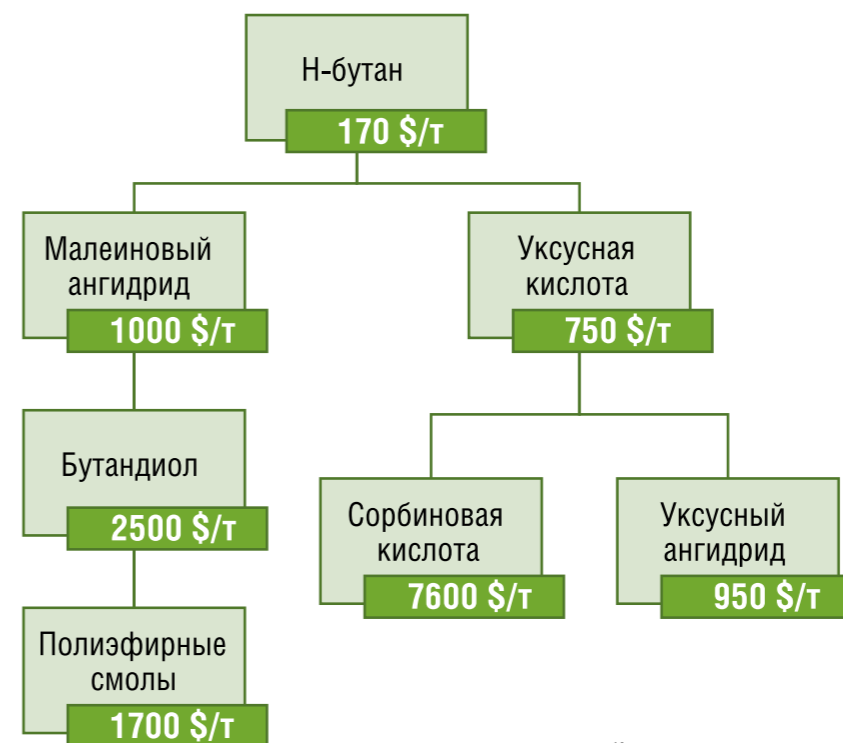 Н-бутан
170 $/т
Малеиновый
ангидрид
1000 $/т
Уксусная
кислота
750 $/т
Бутандиол
2500 $/т
Сорбиновая
кислота
7600 $/т
Уксусный
ангидрид
950 $/т
Полиэфирные
смолы
1700 $/т